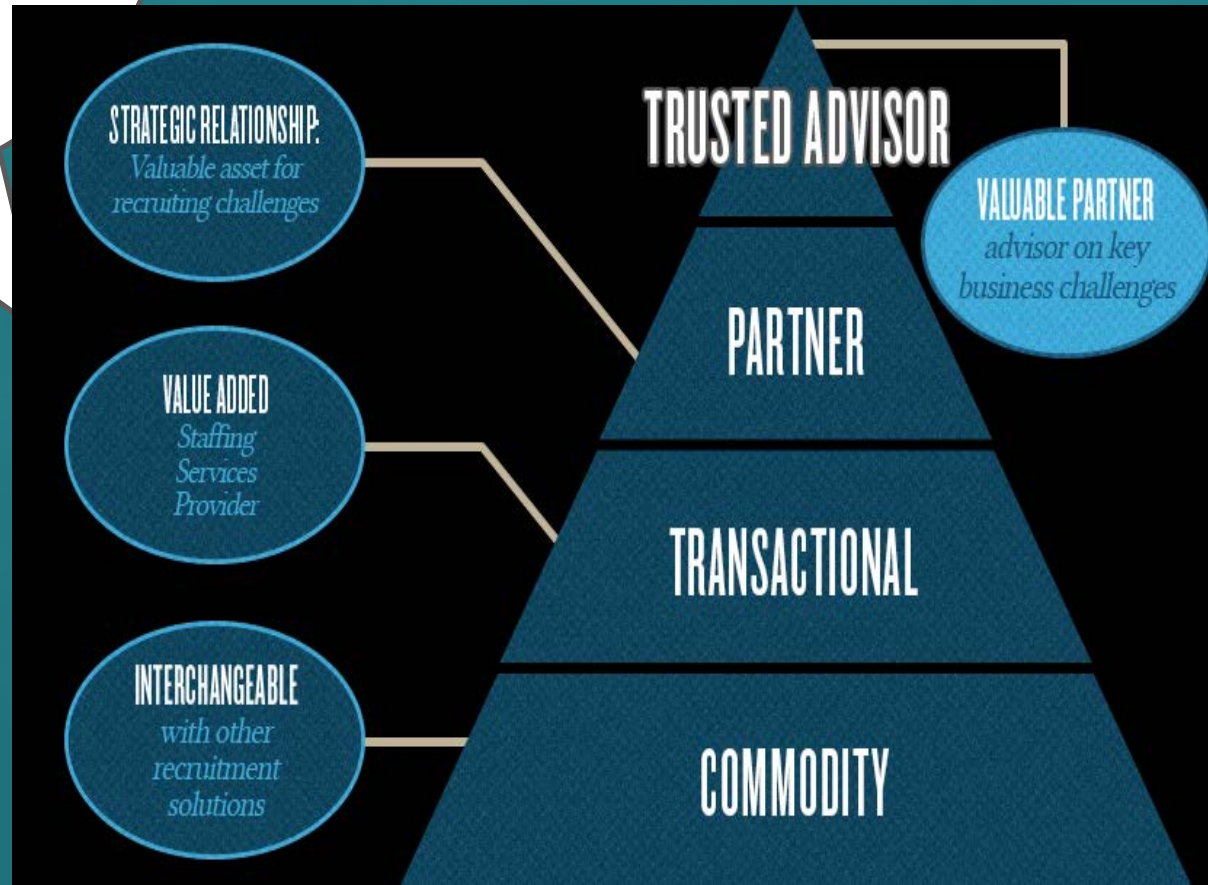 STRATEGIC RELATIONSHIP:
Valuable asset for
recruiting challenges
VALUE ADDED
Staffing
Services
Provider
INTERCHANGEABLE
with other
recruitment
solutions
TRUSTED ADVISOR
PARTNER
TRANSACTIONAL
COMMODITY
VALUABLE PARTNER
advisor on key
business challenges